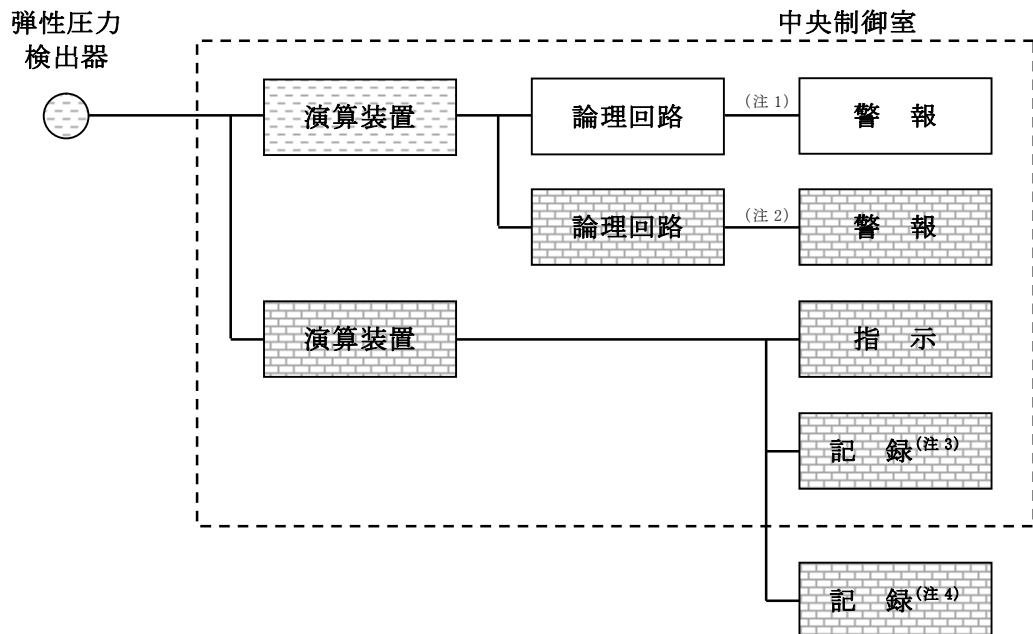 弾性圧力
検出器
中央制御室
演算装置
論理回路
(注1)
警 報
論理回路
(注2)
警 報
演算装置
指 示
記 録(注3)
記 録(注4)